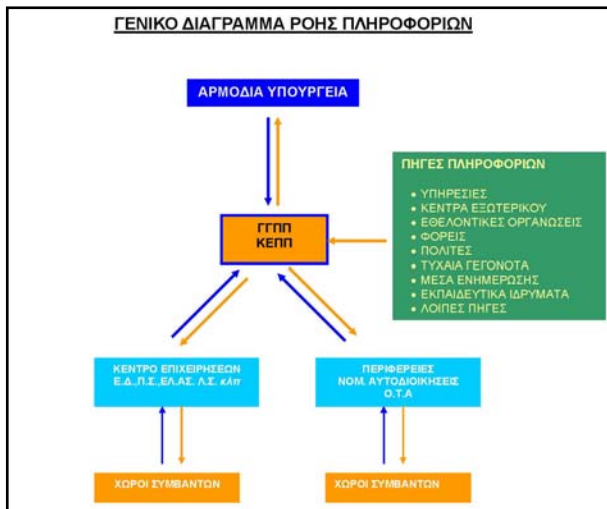 ΓΕΝΙΚΟ ΔΙΑΓΡΑΜΜΑ ΡΟΗΣ ΠΛΗΡΟΦΟΡΙΩΝ
ΑΡΜΟΔΙΑ ΥΠΟΥΡΓΕΙΑ
ΠΗΓΕΣ ΠΛΗΡΟΦΟΡΙΩΝ
• ΥΠΗΡΕΣΙΕΣ
• ΚΕΝΤΡΑ ΕΞΩΤΕΡΙΚΟΥ
• ΕΘΕΛΟΝΤΙΚΕΣ ΟΡΓΑΝΩΣΕΙΣ
• ΦΟΡΕΙΣ
• ΠΟΛΙΤΕΣ
• ΤΥΧΑΙΑ ΓΕΓΟΝΟΤΑ
• ΜΕΣΑ ΕΝΗΜΕΡΩΣΗΣ
• ΕΚΠΑΙΔΕΥΤΙΚΑ ΙΔΡΥΜΑΤΑ
• ΛΟΙΠΕΣ ΠΗΓΕΣ
ΓΓΠΠ
ΚΕΠΠ
ΚΕΝΤΡΟ ΕΠΙΧΕΙΡΗΣΕΩΝ
Ε.Δ.,Π.Σ.,ΕΛ.ΑΣ. Λ.Σ. κλπ
ΠΕΡΙΦΕΡΕΙΕΣ
ΝΟΜ. ΑΥΤΟΔΙΟΙΚΗΣΕΙΣ
Ο.Τ.Α
ΧΩΡΟΙ ΣΥΜΒΑΝΤΩΝ
ΧΩΡΟΙ ΣΥΜΒΑΝΤΩΝ